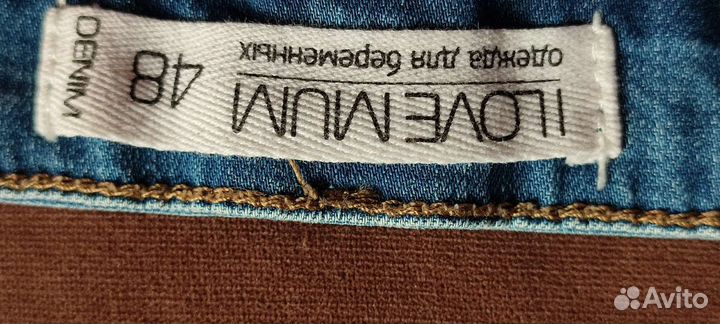 I LOVE MUM
одежда для беременных
48
DENIM
Avito